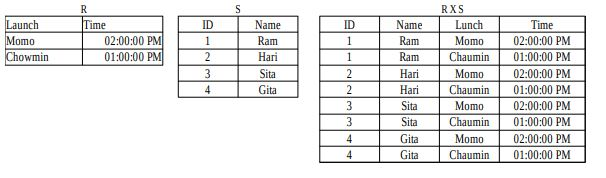 R
Launch Time
Momo 02:00:00 PM
Chowmin 01:00:00 PM
S
ID Name
1 Ram
2 Hari
3 Sita
4 Gita
R X S
ID Name Lunch Time
1 Ram Momo 02:00:00 PM
1 Ram Chaumin 01:00:00 PM
2 Hari Momo 02:00:00 PM
2 Hari Chaumin 01:00:00 PM
3 Sita Momo 02:00:00 PM
3 Sita Chaumin 01:00:00 PM
4 Gita Momo 02:00:00 PM
4 Gita Chaumin 01:00:00 PM